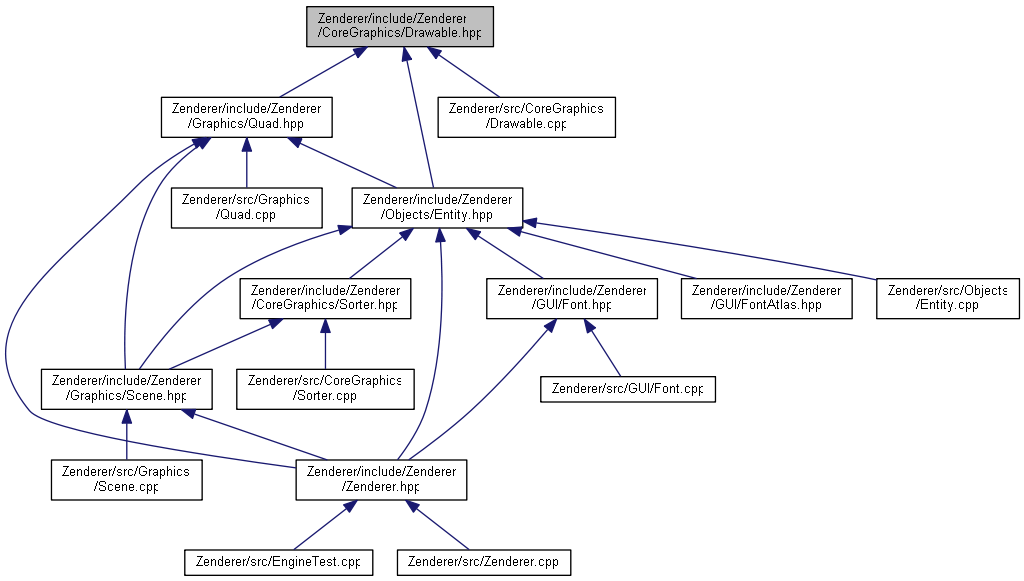 Zenderer/include/Zenderer
/CoreGraphics/Drawable.hpp
Zenderer/include/Zenderer
/Graphics/Quad.hpp
Zenderer/src/CoreGraphics
/Drawable.cpp
Zenderer/src/Graphics
/Quad.cpp
Zenderer/include/Zenderer
/Objects/Entity.hpp
Zenderer/include/Zenderer
/CoreGraphics/Sorter.hpp
Zenderer/include/Zenderer
/GUI/Font.hpp
Zenderer/include/Zenderer
/GUI/FontAtlas.hpp
Zenderer/src/Objects
/Entity.cpp
Zenderer/include/Zenderer
/Graphics/Scene.hpp
Zenderer/src/CoreGraphics
/Sorter.cpp
Zenderer/src/GUI/Font.cpp
Zenderer/src/Graphics
/Scene.cpp
Zenderer/include/Zenderer
/Zenderer.hpp
Zenderer/src/EngineTest.cpp
Zenderer/src/Zenderer.cpp